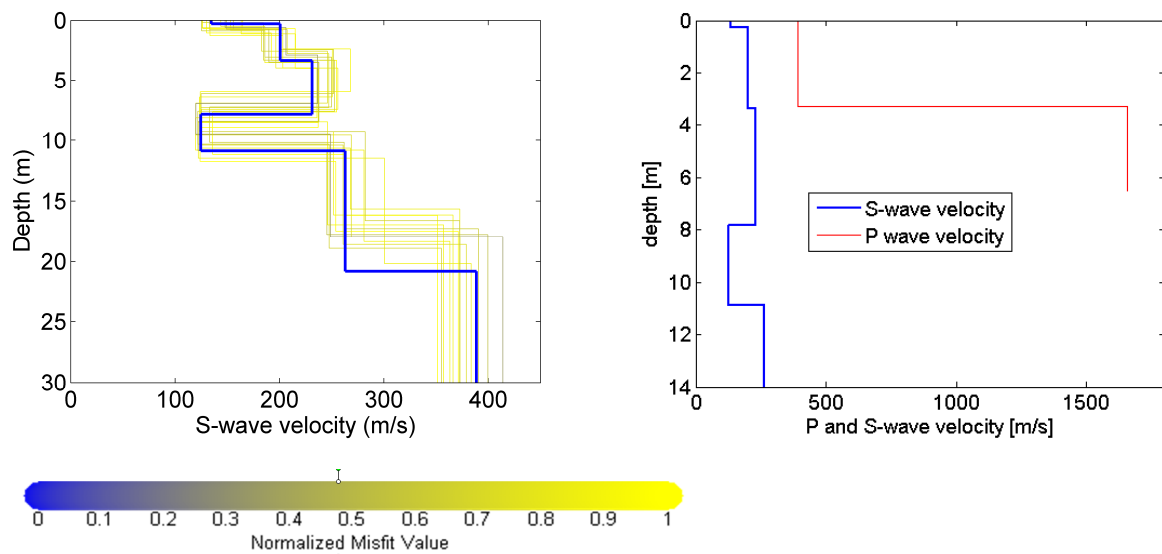 0
5
10
15
20
25
30
Depth (m)
0 100 200 300 400
S-wave velocity (m/s)
0
2
4
6
8
10
12
14
depth [m]
S-wave velocity
P wave velocity
0 500 1000 1500
P and S-wave velocity [m/s]
0 0.1 0.2 0.3 0.4 0.5 0.6 0.7 0.8 0.9 1
Normalized Misfit Value